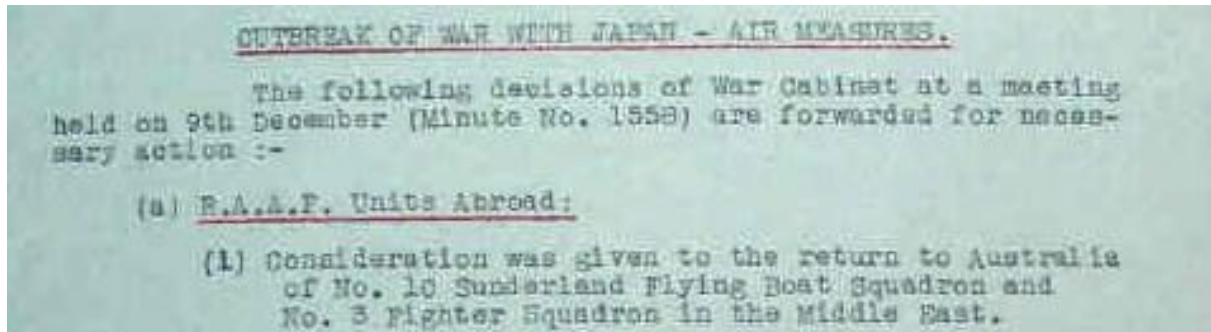 OUTBREAK OF WAR WITH JAPAN - AIR MEASURES.
The following decisions of War Cabinet at a meeting
held on 9th December (Minute No. 1558) are forwarded for neces-
sary action :-
(a) R.A.A.F. Units Abroad:
(1) Consideration was given to the return to Australia
of No. 10 Sunderland Flying Boat Squadron and
No. 3 Fighter Squadron in the Middle East.